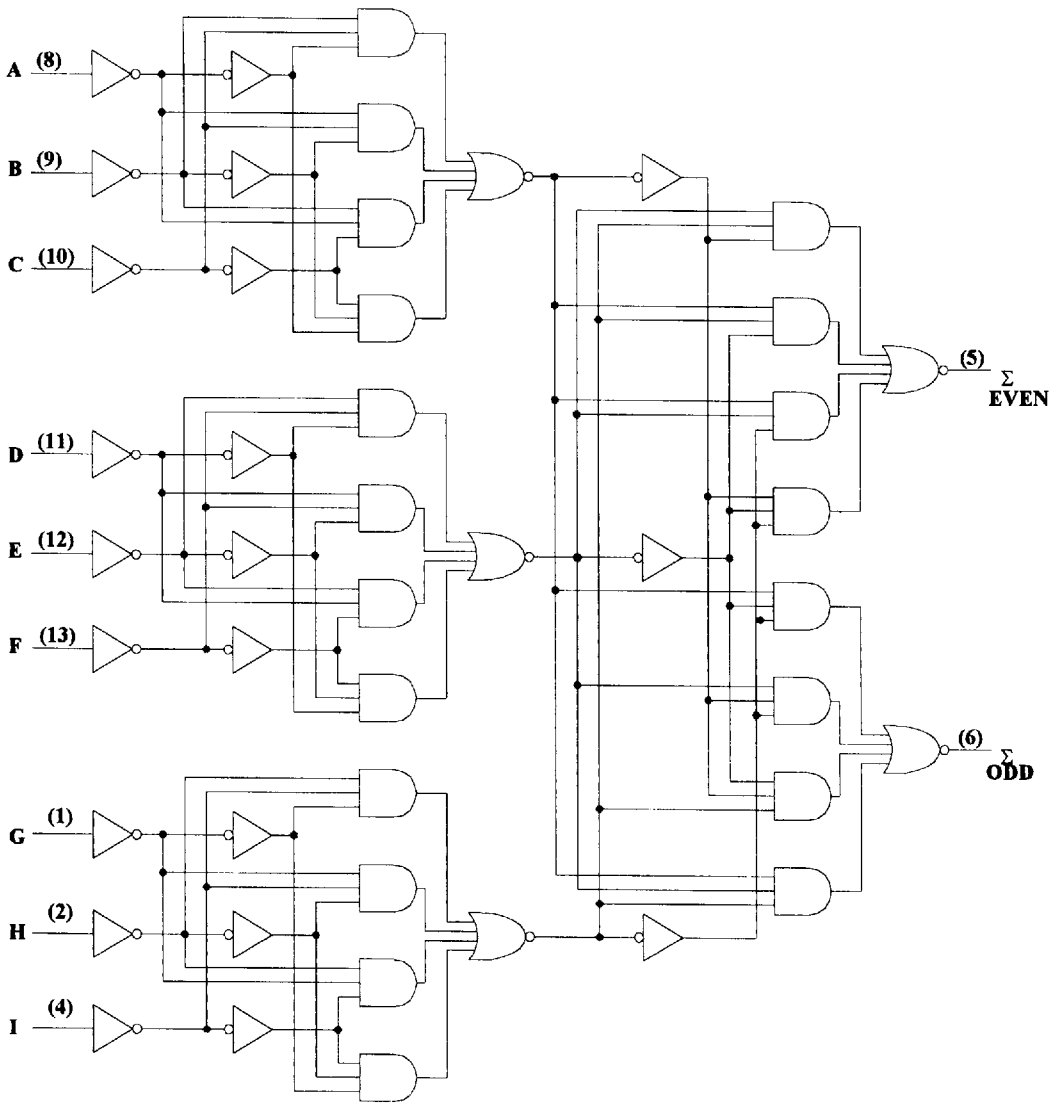 A (8)
B (9)
C (10)
D (11)
E (12)
F (13)
G (1)
H (2)
I (4)
(5) Σ
EVEN
(6) Σ
ODD